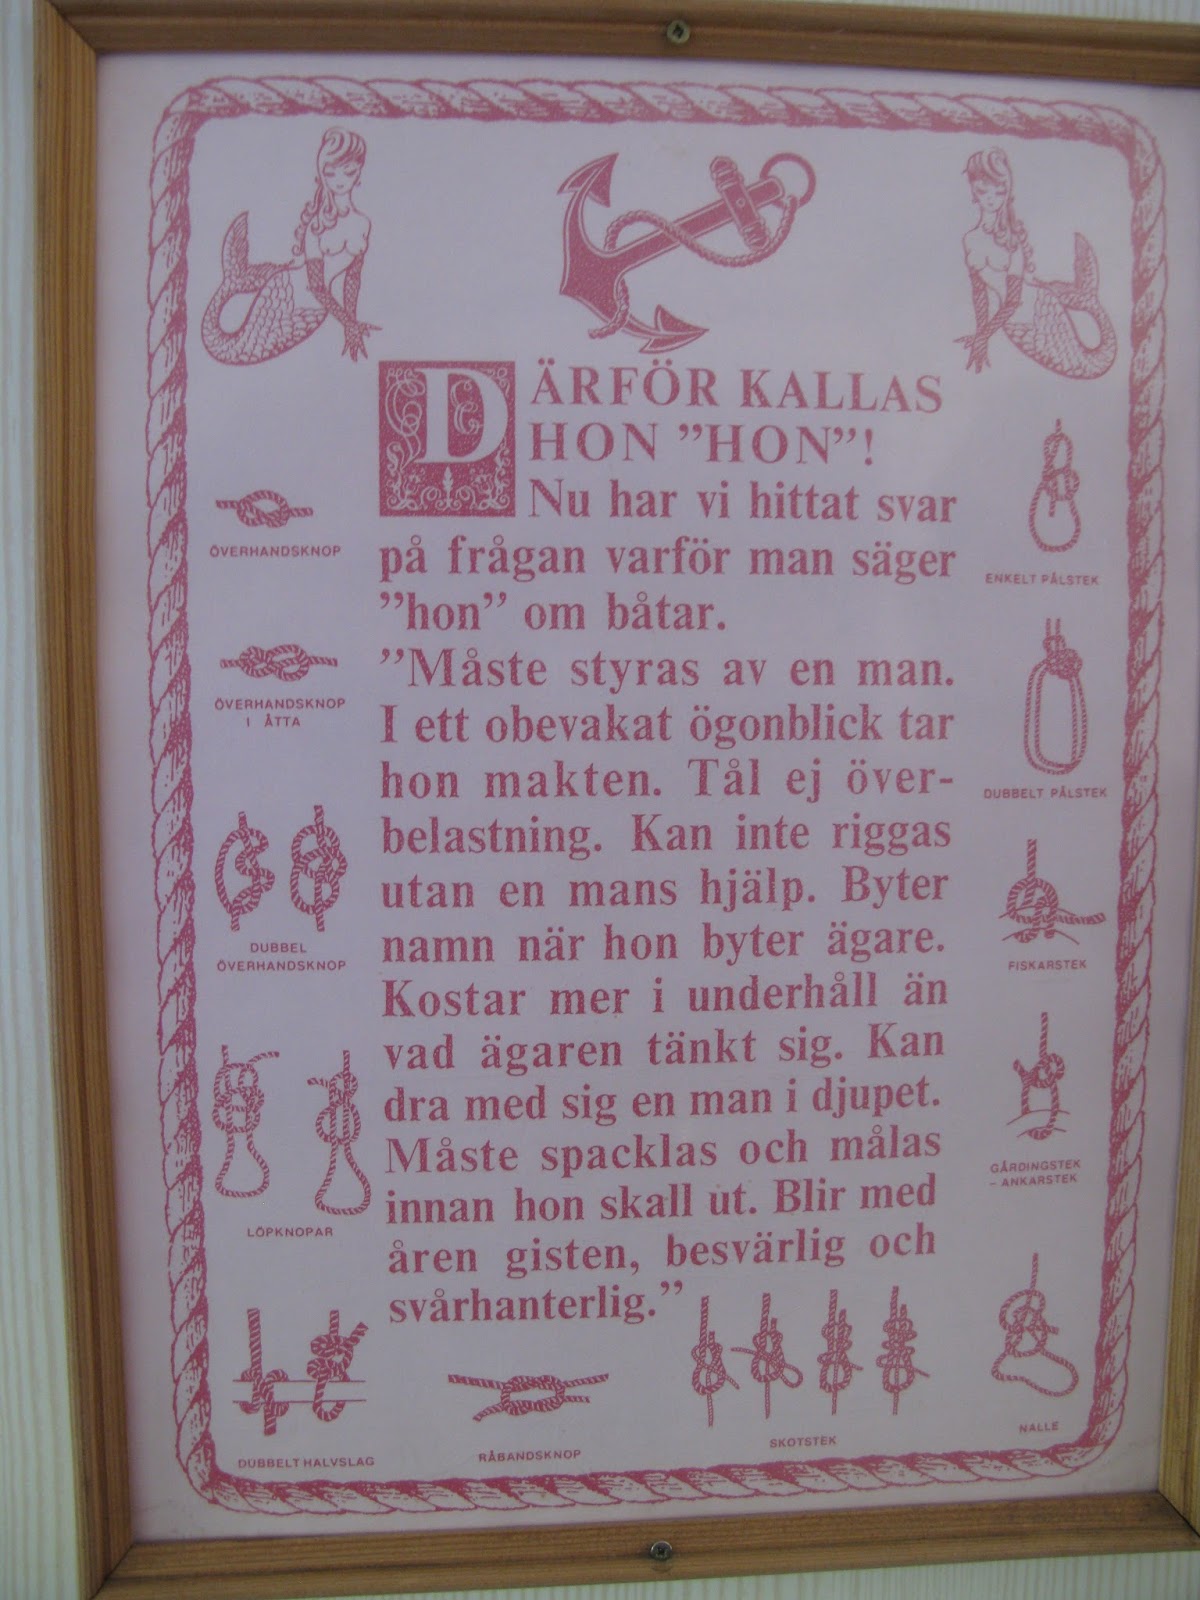 DÄRFÖR KALLAS
HON ”HON”!
Nu har vi hittat svar
på frågan varför man säger
”hon” om båtar.
”Måste styras av en man.
I ett obevakat ögonblick tar
hon makten. Tål ej över-
belastning. Kan inte riggas
utan en mans hjälp. Byter
namn när hon byter ägare.
Kostar mer i underhåll än
vad ägaren tänkt sig. Kan
dra med sig en man i djupet.
Måste spacklas och målas
innan hon skall ut. Blir med
åren gisten, besvärlig och
svårhanterlig.”
ÖVERHANDSKNOP
ÖVERHANDSKNOP
I ÅTTA
DUBBEL
ÖVERHANDSKNOP
LÖPKNOPAR
DUBBELT HALVSLAG
RÅBANDSKNOP
SKOTSTEK
ENKELT PÅLSTEK
DUBBELT PÅLSTEK
FISKARSTEK
GÅRDINGSTEK
– ANKARSTEK
NALLE